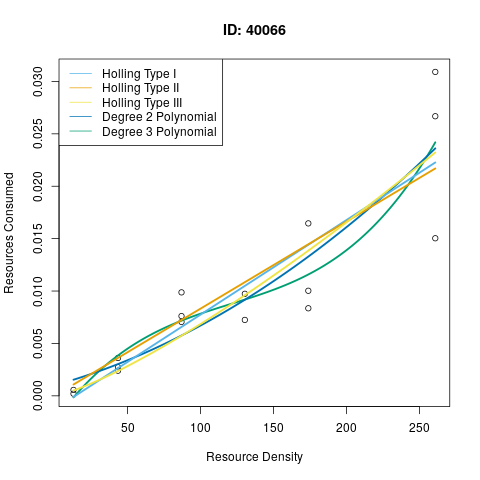 ID: 40066
Holling Type I
Holling Type II
Holling Type III
Degree 2 Polynomial
Degree 3 Polynomial
Resources Consumed
0.030
0.025
0.020
0.015
0.010
0.005
0.000
50 100 150 200 250
Resource Density